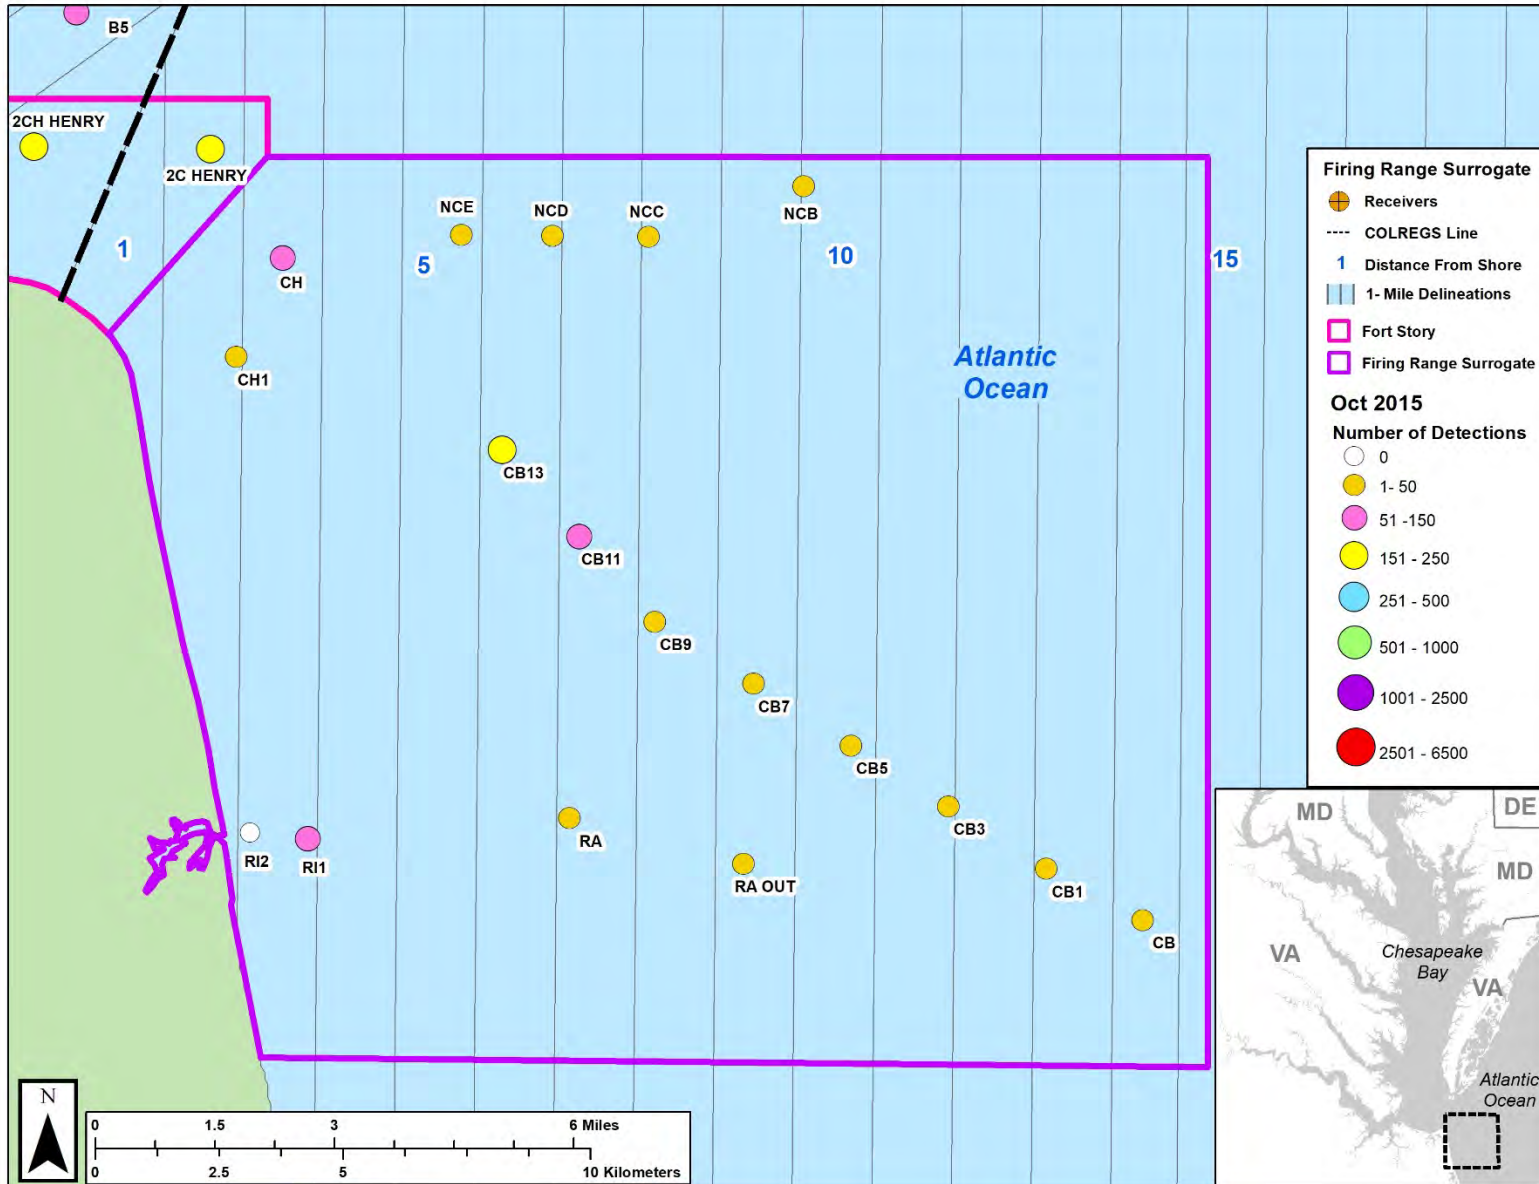 B5
2CH HENRY
2C HENRY
1
CH
CH1
NCE
NCD
NCC
NCB
5
10
15
Atlantic
Ocean
CB13
CB11
CB9
CB7
CB5
CB3
CB1
CB
RA
RA OUT
RI2
RI1
N
0 1.5 3 6 Miles
0 2.5 5 10 Kilometers
Firing Range Surrogate
Receivers
COLREGS Line
1 Distance From Shore
1- Mile Delineations
Fort Story
Firing Range Surrogate
Oct 2015
Number of Detections
0
1- 50
51 -150
151 - 250
251 - 500
501 - 1000
1001 - 2500
2501 - 6500
MD
DE
MD
VA
Chesapeake
Bay
VA
Atlantic
Ocean